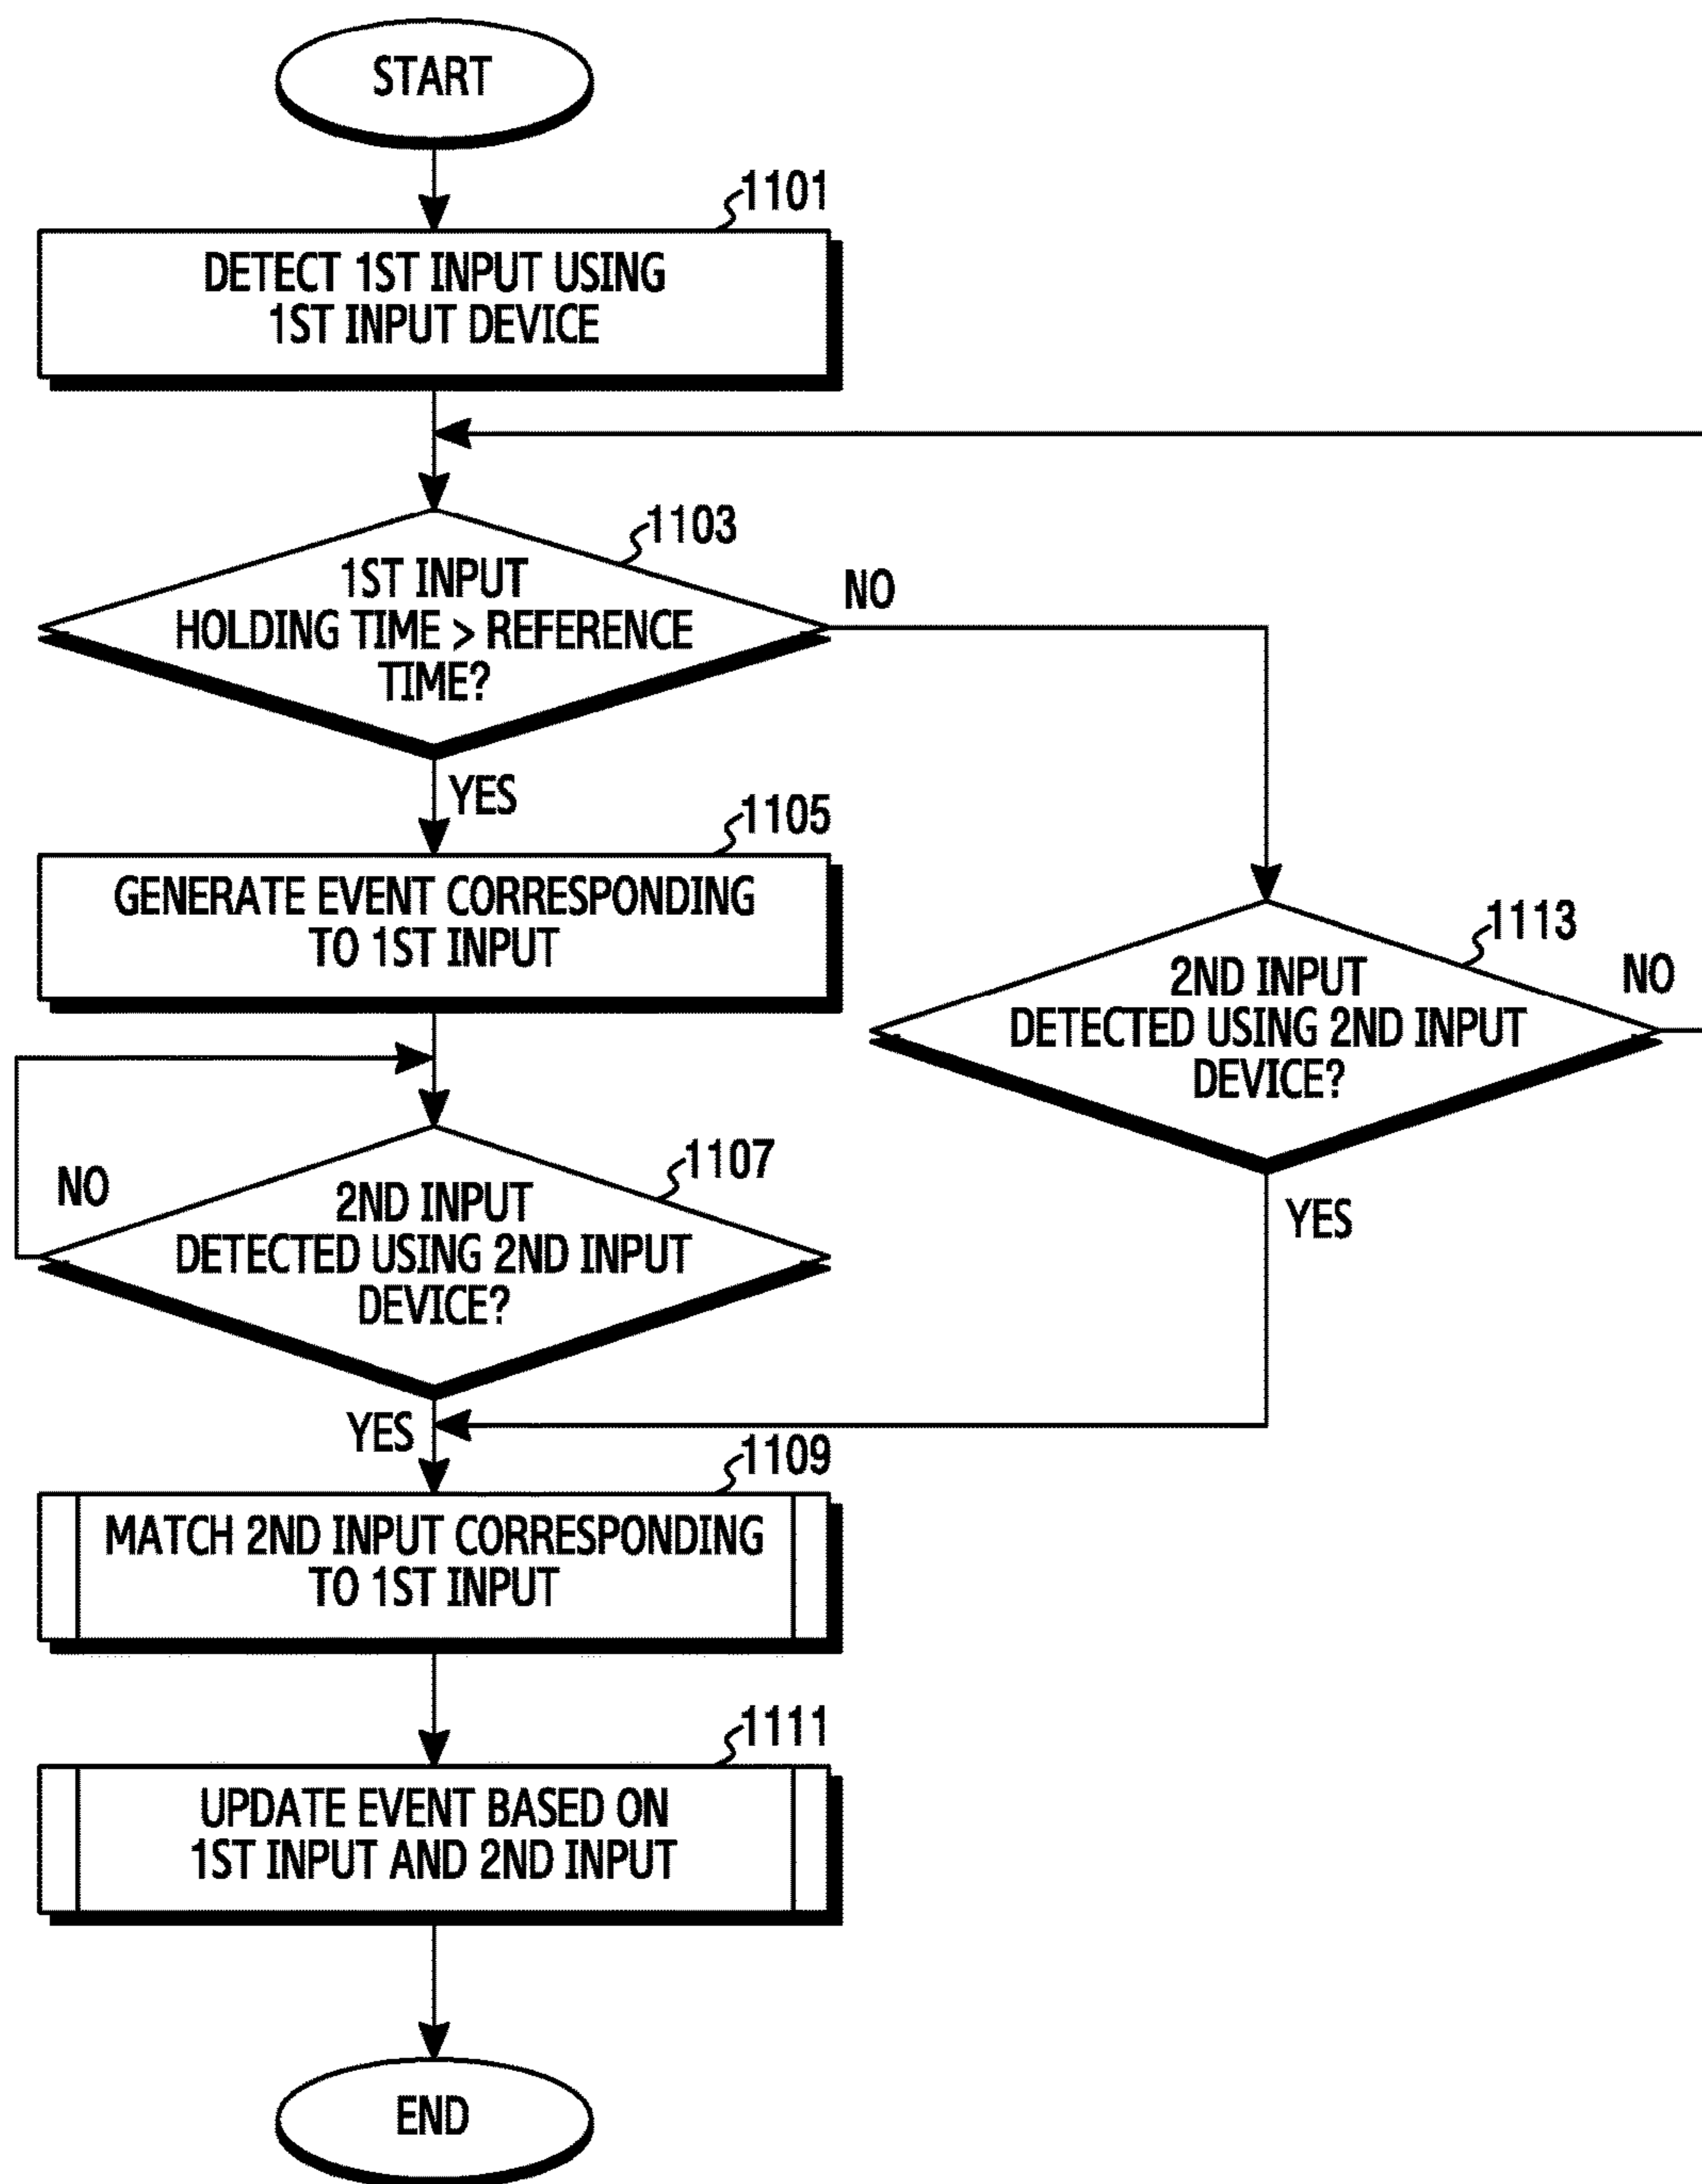 START
1101
DETECT 1ST INPUT USING
1ST INPUT DEVICE
1103
1ST INPUT
HOLDING TIME > REFERENCE
TIME?
NO
YES
1105
GENERATE EVENT CORRESPONDING
TO 1ST INPUT
1113
2ND INPUT
DETECTED USING 2ND INPUT
DEVICE?
NO
YES
1107
2ND INPUT
DETECTED USING 2ND INPUT
DEVICE?
NO
YES
1109
MATCH 2ND INPUT CORRESPONDING
TO 1ST INPUT
1111
UPDATE EVENT BASED ON
1ST INPUT AND 2ND INPUT
END